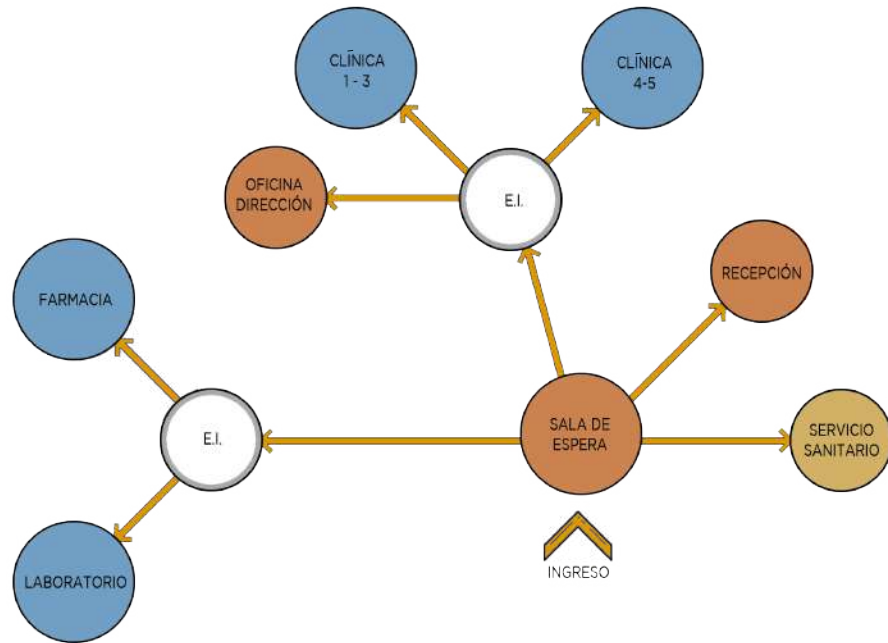 CLÍNICA
1 - 3
CLÍNICA
4-5
OFICINA
DIRECCIÓN
E.I.
RECEPCIÓN
FARMACIA
SALA DE
ESPERA
SERVICIO
SANITARIO
E.I.
INGRESO
LABORATORIO